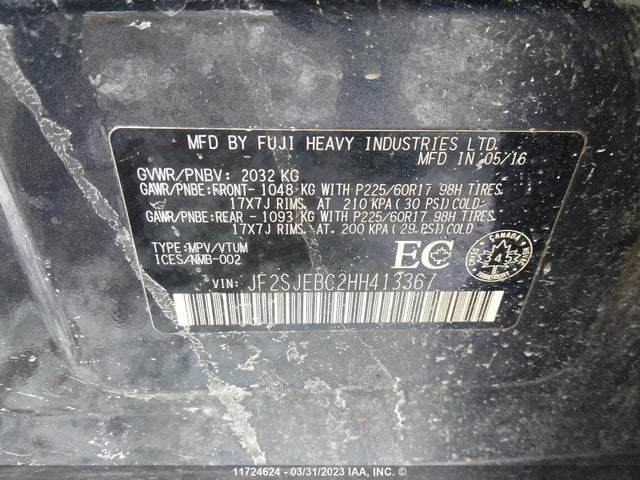 MFD BY FUJI HEAVY INDUSTRIES LTD.
MFD IN 05/16
GVWR/PNBV: 2032 KG
GAWR/PNBE:FRONT- 1048 KG WITH P225/60R17 98H TIRES.
17X7J RIMS. AT 210 KPA (30 PSI) COLD
GAWR/PNBE:REAR - 1093 KG WITH P225/60R17 98H TIRES.
17X7J RIMS. AT 200 KPA (29 PSI) COLD
TYPE:MPV/VTUM
ICES/NMB-002
EC
CANADA
345
VIN: JF2SJEBC2HH413367
11724624 - 03/31/2023 IAA, INC. ©